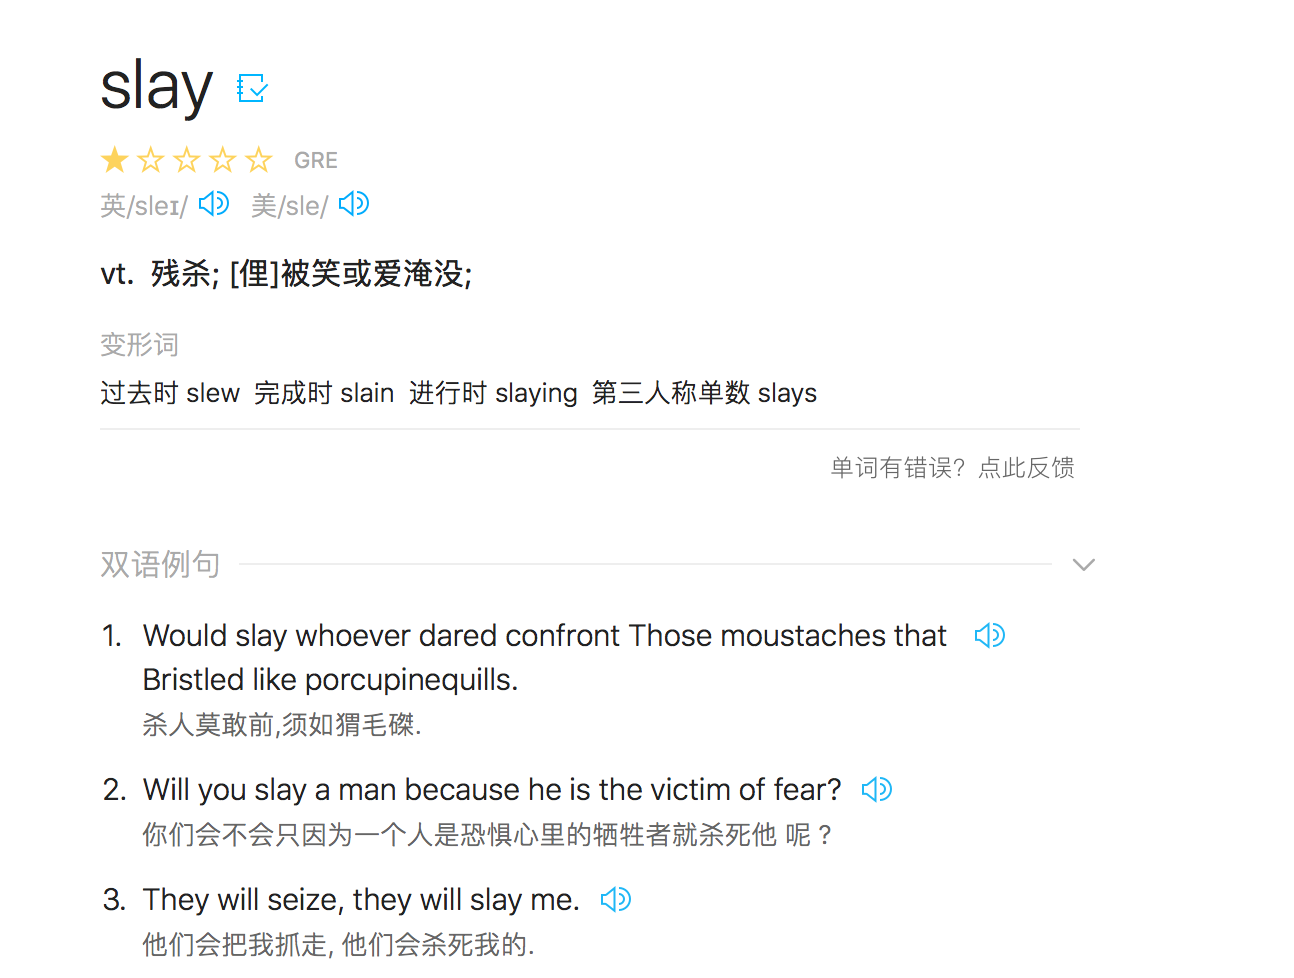 slay
GRE
英/sleɪ/ 美/sle/
vt. 残杀; [俚]被笑或爱淹没;
变形词
过去时 slew 完成时 slain 进行时 slaying 第三人称单数 slays
单词有错误? 点此反馈
双语例句
1. Would slay whoever dared confront Those moustaches that
Bristled like porcupinequills.
杀人莫敢前,须如猬毛磔.
2. Will you slay a man because he is the victim of fear?
你们会不会只因为一个人是恐惧心里的牺牲者就杀死他 呢 ?
3. They will seize, they will slay me.
他们会把我抓走, 他们会杀死我的.